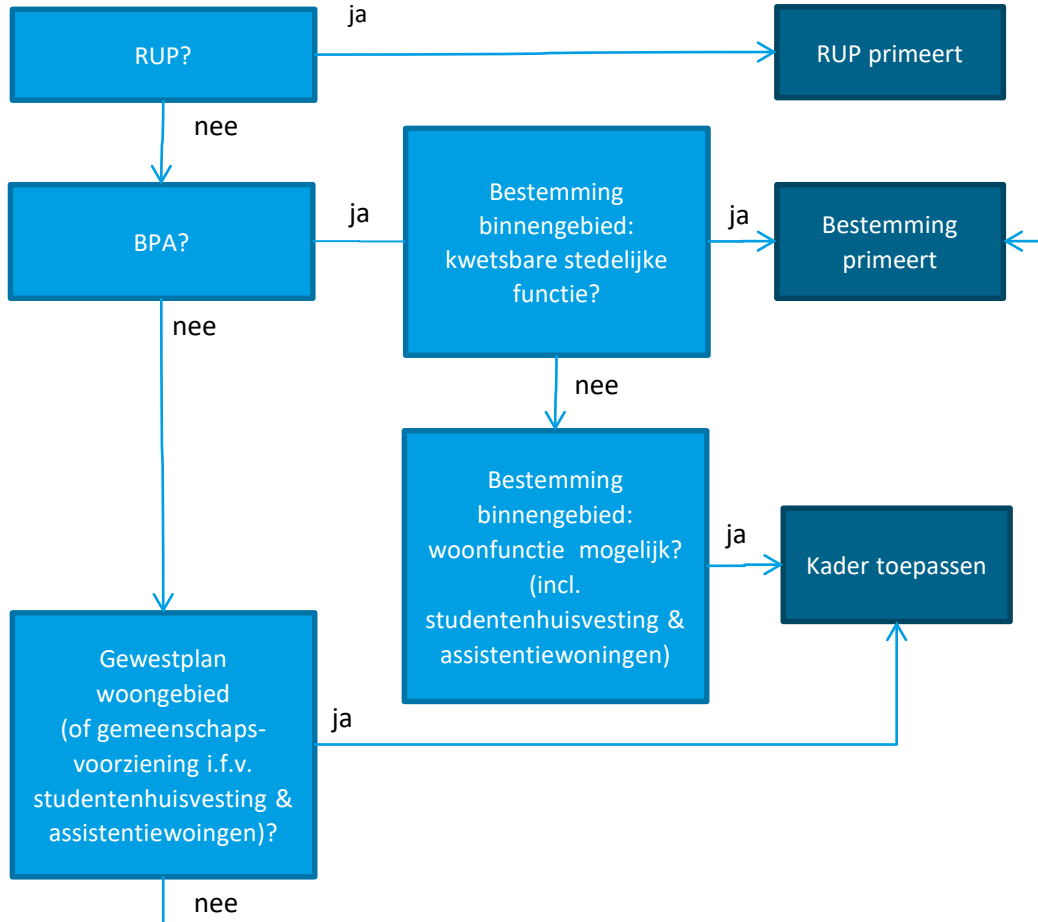 ja
RUP?
RUP primeert
nee
BPA?
ja
Bestemming
binnengebied:
kwetsbare stedelijke
functie?
ja
Bestemming
primeert
nee
nee
Bestemming
binnengebied:
woonfunctie mogelijk?
(incl.
studentenhuisvesting &
assistentiewoningen)
ja
Kader toepassen
Gewestplan
woongebied
(of gemeenschaps-
voorziening i.f.v.
studentenhuisvesting &
assistentiewoingen)?
ja
nee